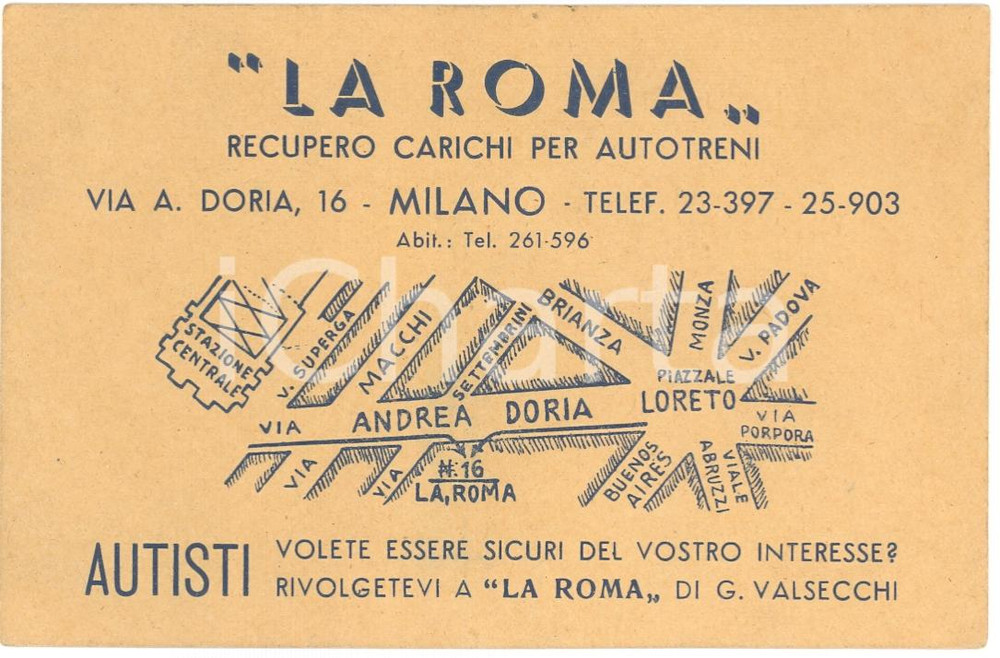 "LA ROMA„
RECUPERO CARICHI PER AUTOTRENI
VIA A. DORIA, 16 - MILANO - TELEF. 23-397 - 25-903
Abit.: Tel. 261-596
iCharta
STAZIONE
CENTRALE
V. SUPERGA
MACCHI
SETTEMBRINI
BRIANZA
MONZA
V. PADOVA
PIAZZALE
LORETO
VIA ANDREA DORIA
VIA
PORPORA
VIA
VIA
N. 16
LA, ROMA
BUENOS
AIRES
VIALE
ABRUZZI
AUTISTI
VOLETE ESSERE SICURI DEL VOSTRO INTERESSE?
RIVOLGETEVI A "LA ROMA„ DI G. VALSECCHI